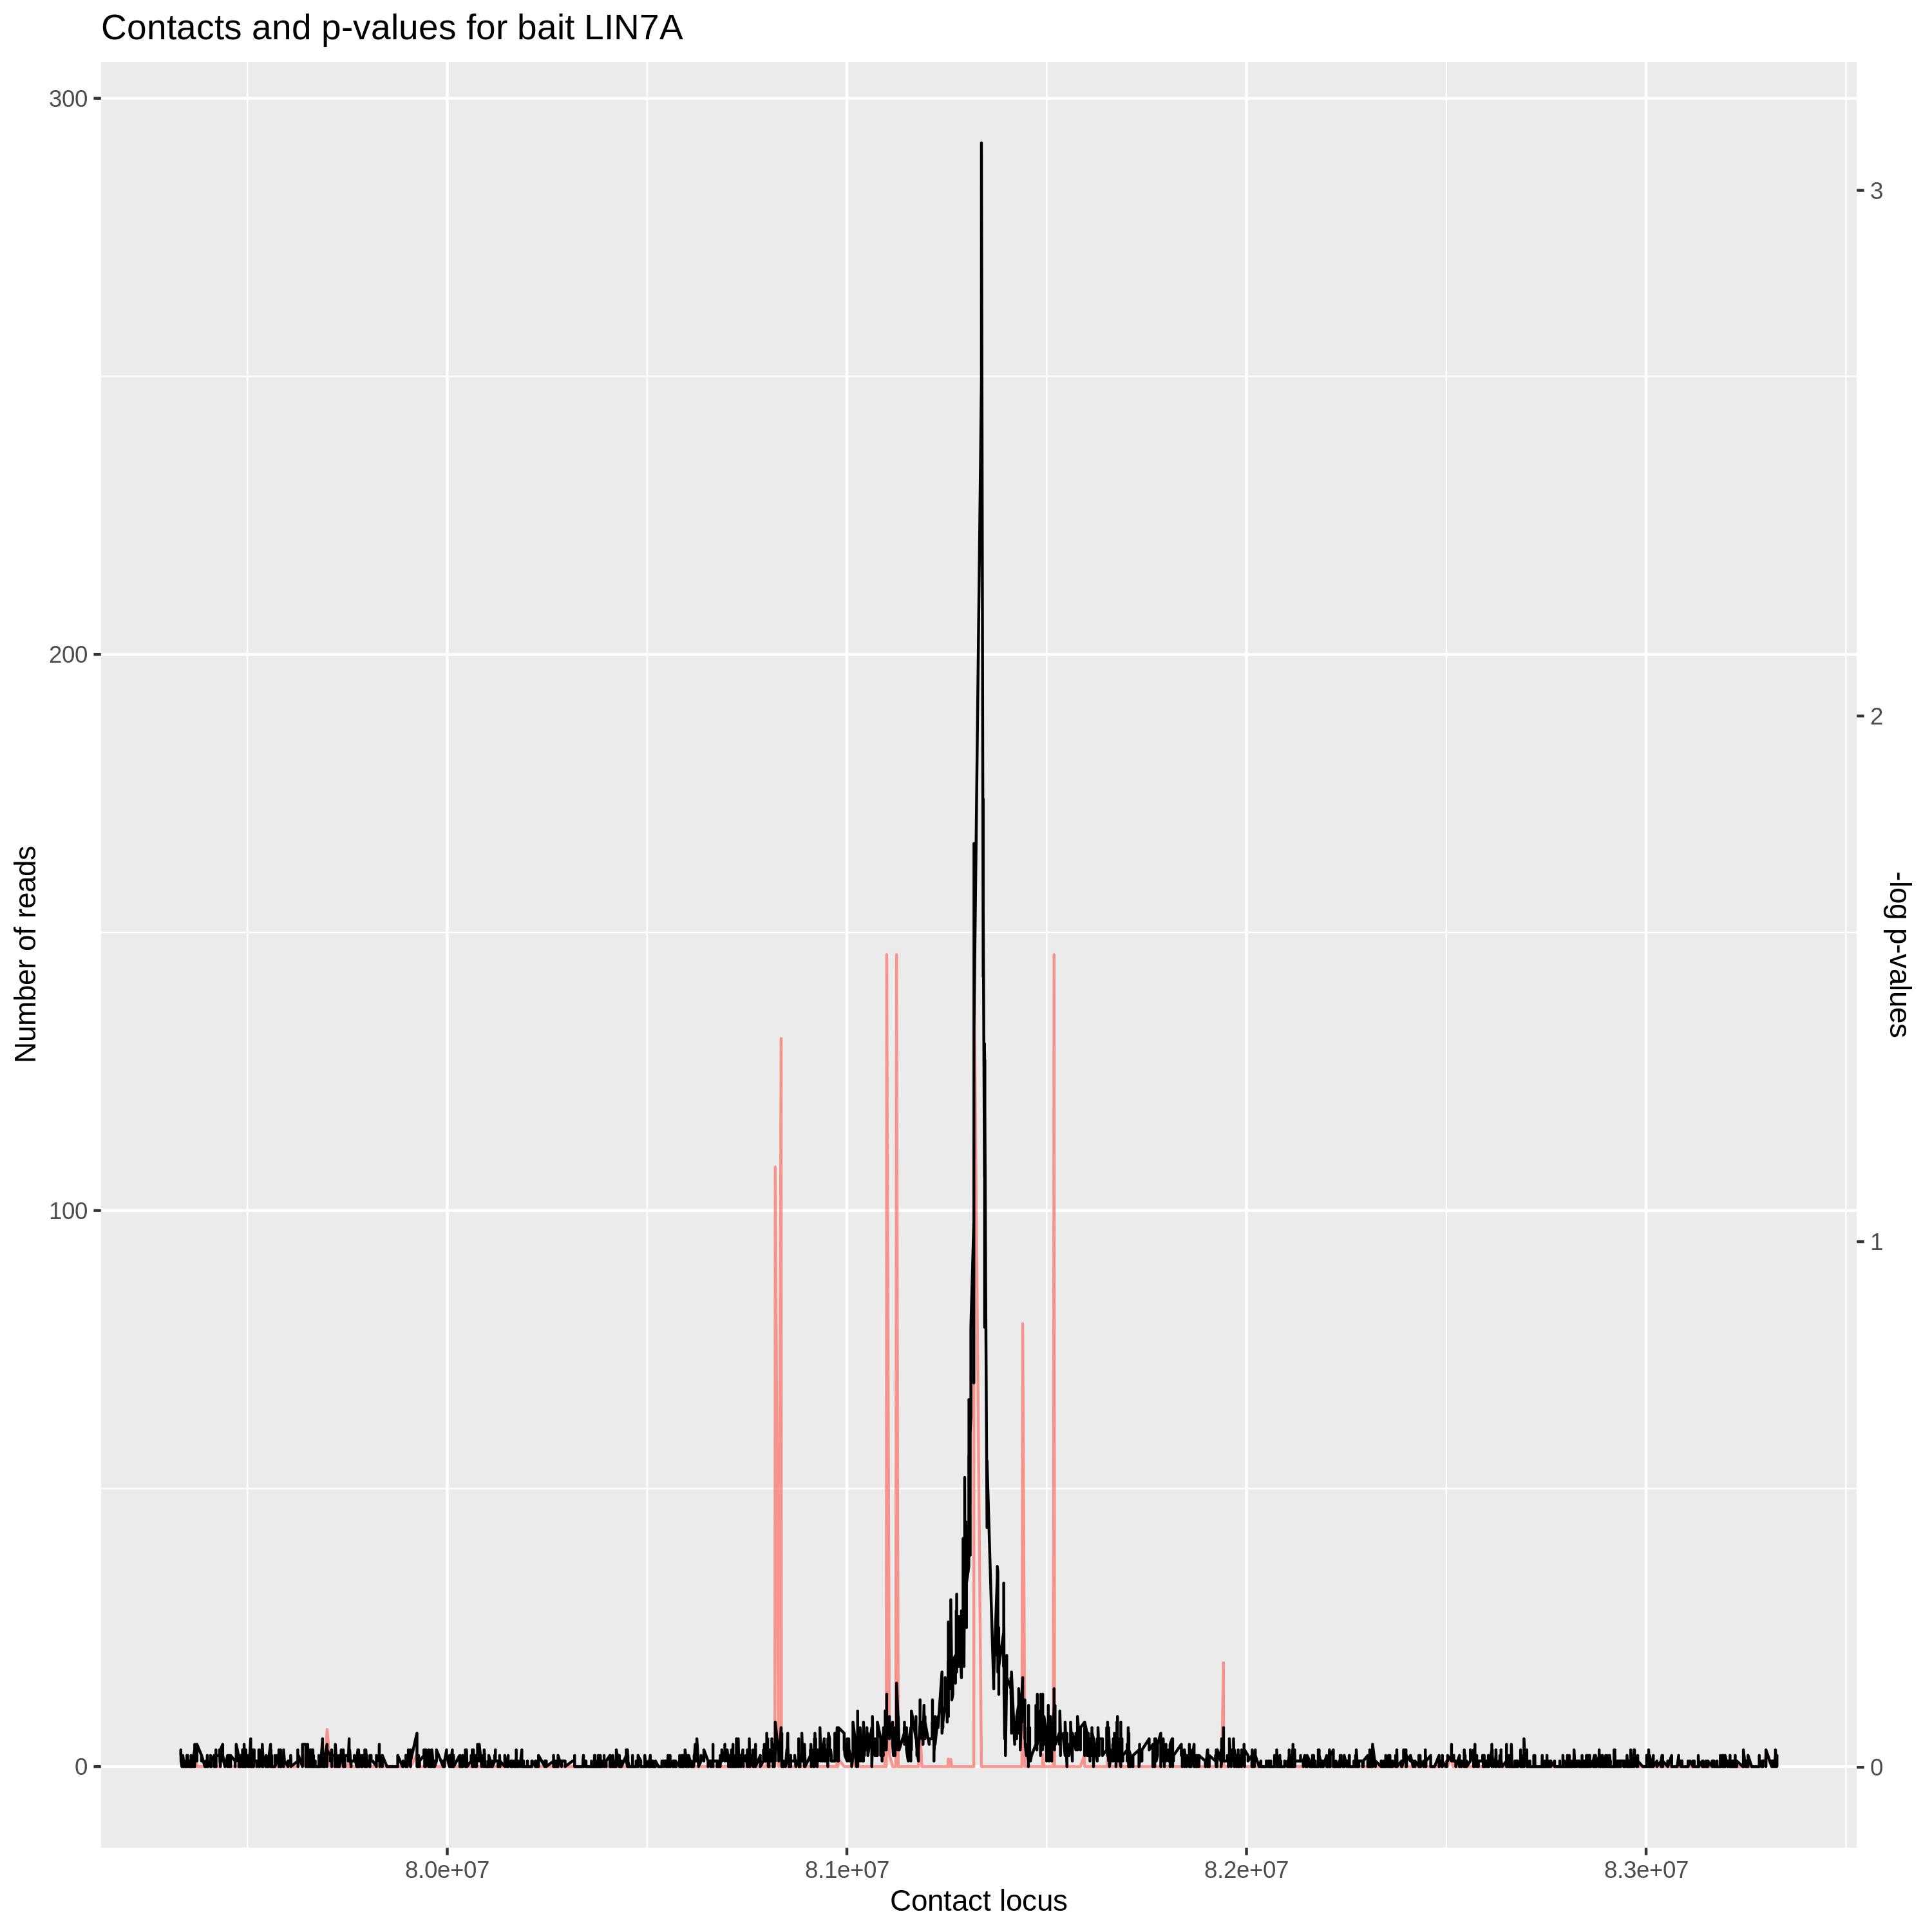 Contacts and p-values for bait LIN7A
300
200
100
0
Number of reads
3
2
1
0
-log p-values
8.0e+07
8.1e+07
8.2e+07
8.3e+07
Contact locus